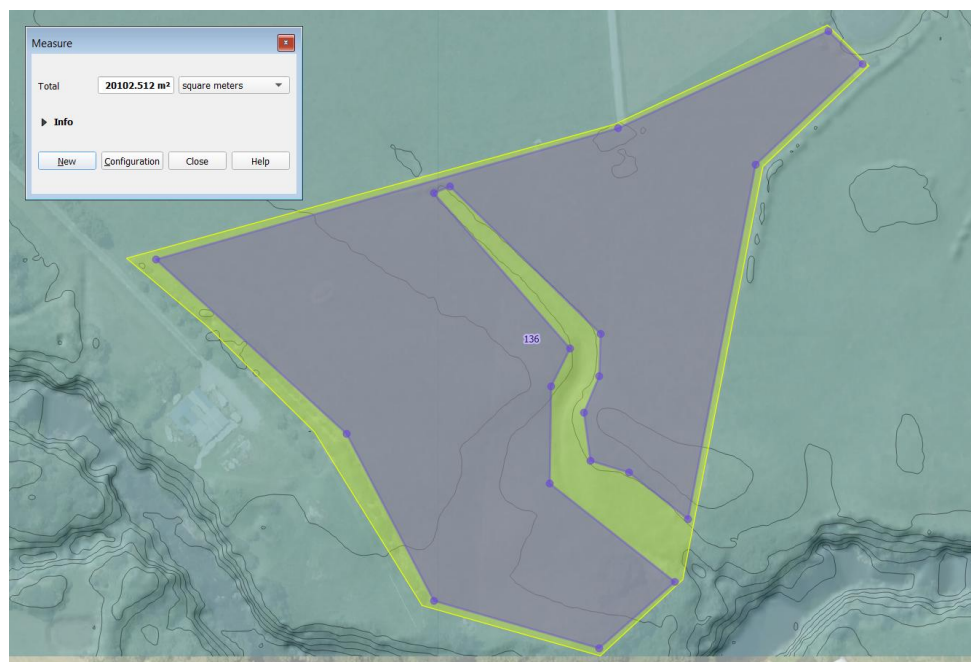 Measure
Total 20102.512 m² square meters
Info
New Configuration Close Help
136